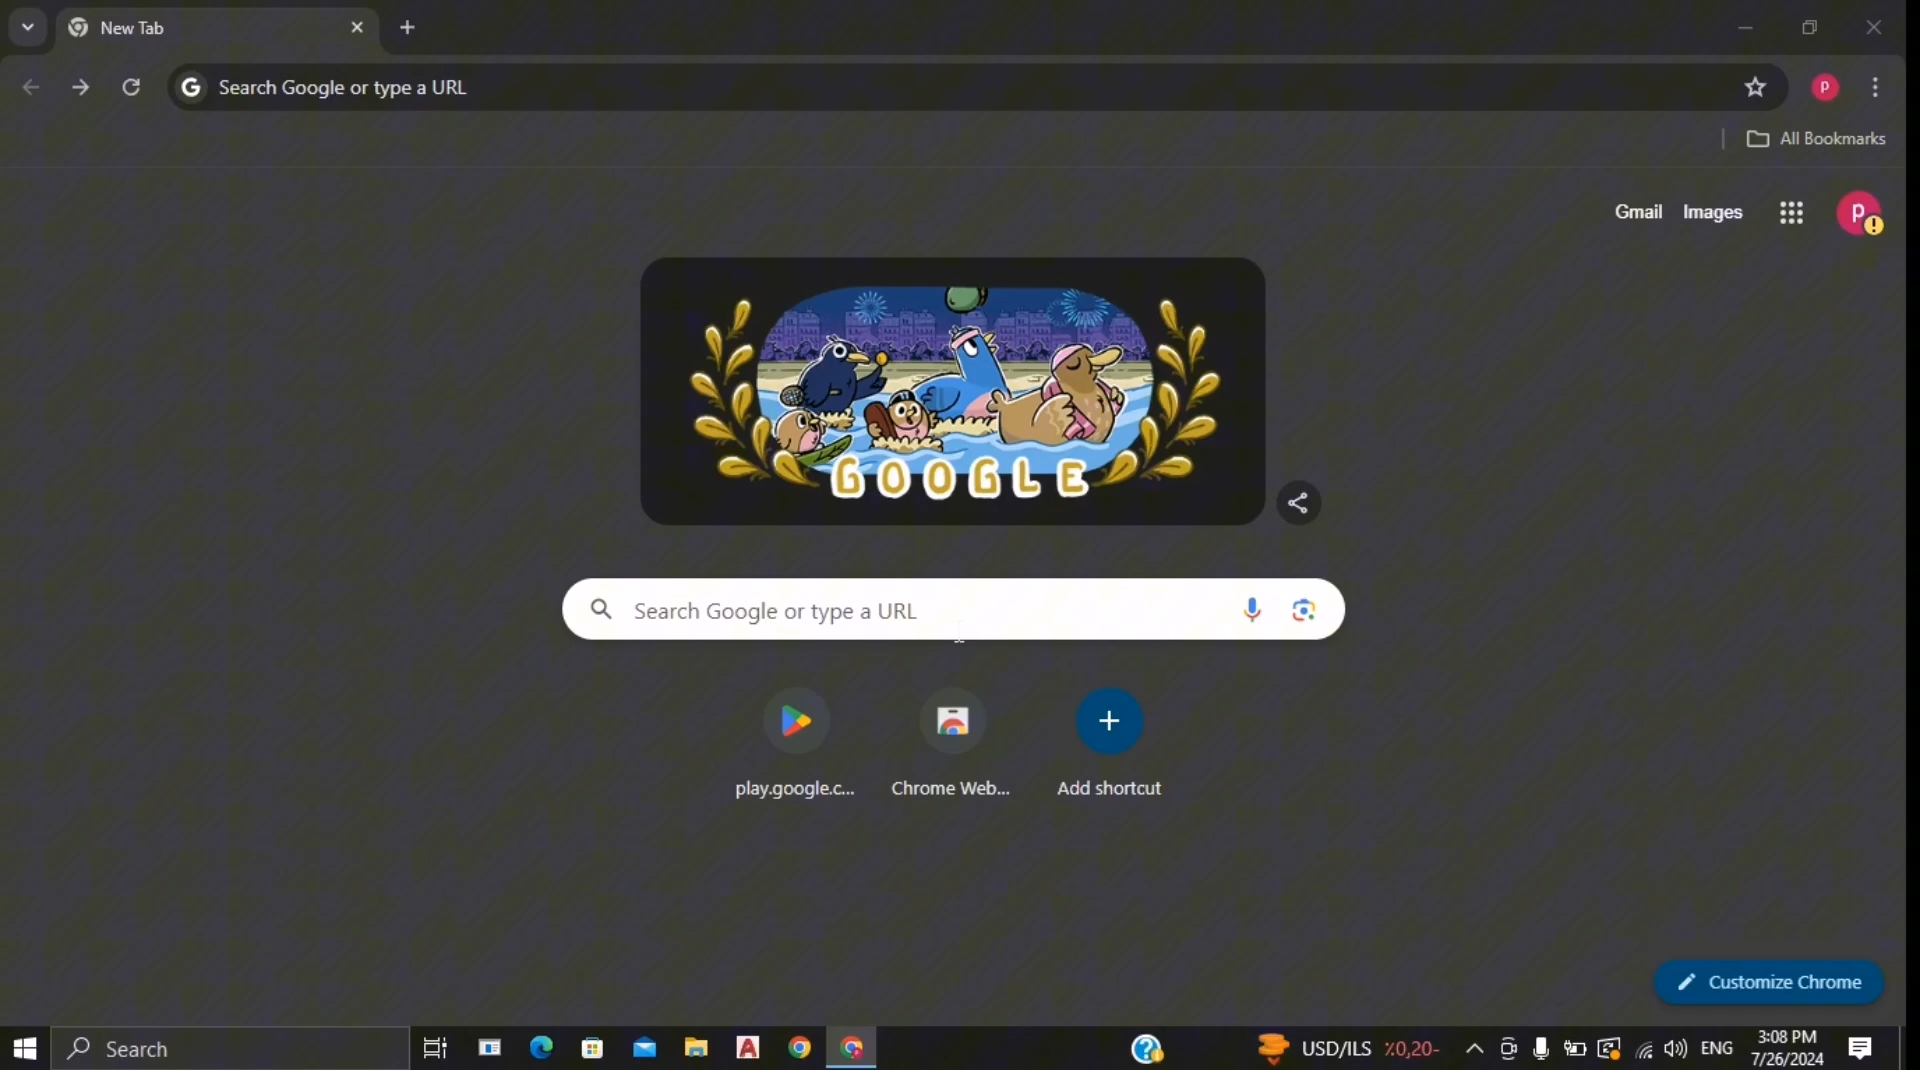 New Tab
Search Google or type a URL
All Bookmarks
Gmail
Images
p
p
GOOGLE
Search Google or type a URL
play.google.c...
Chrome Web...
Add shortcut
Customize Chrome
Search
USD/ILS
٪0,20-
ENG
3:08 PM
7/26/2024